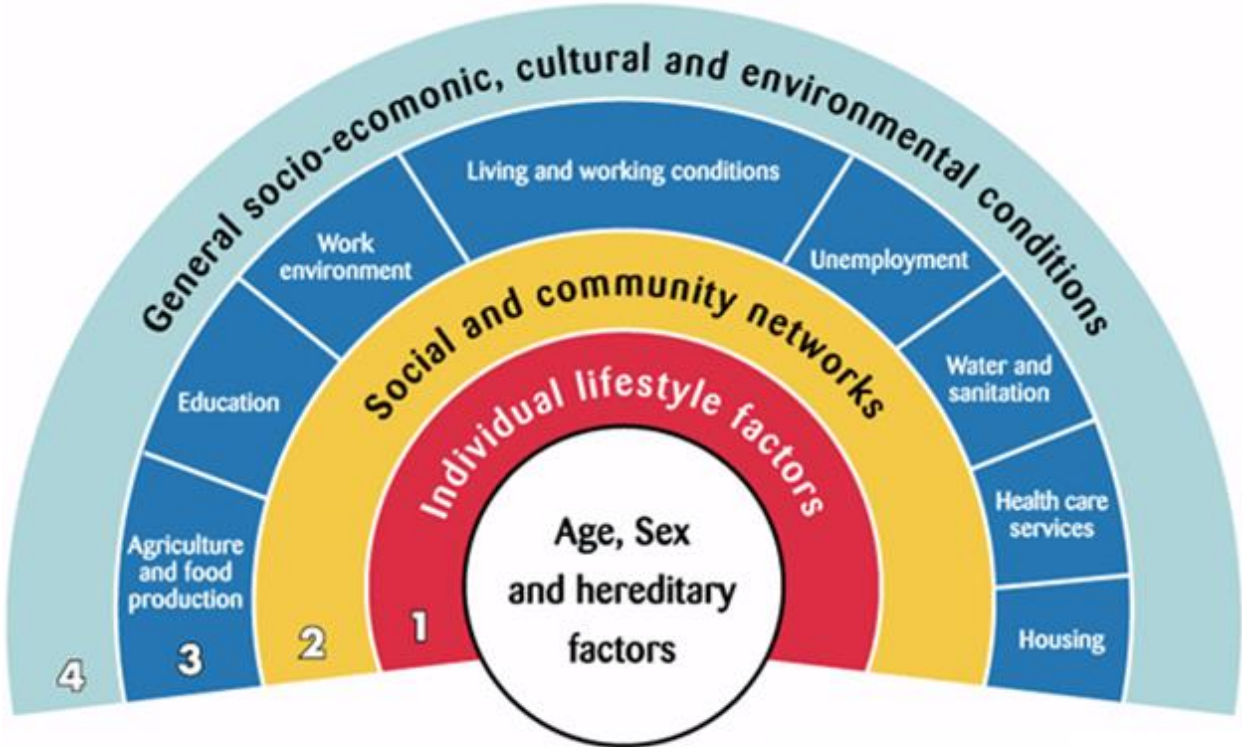 General socio-ecomonic, cultural and environmental conditions
Living and working conditions
Work
environment
Unemployment
Education
Water and
sanitation
Agriculture
and food
production
Health care
services
Housing
Social and community networks
Individual lifestyle factors
Age, Sex
and hereditary
factors
1
2
3
4